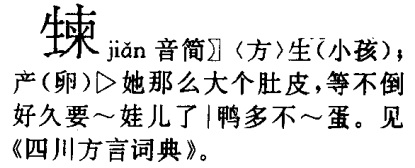 jiǎn 音简〗〈方〉生(小孩);
产(卵)▷她那么大个肚皮,等不倒
好久要～娃儿了|鸭多不～蛋。见
《四川方言词典》。